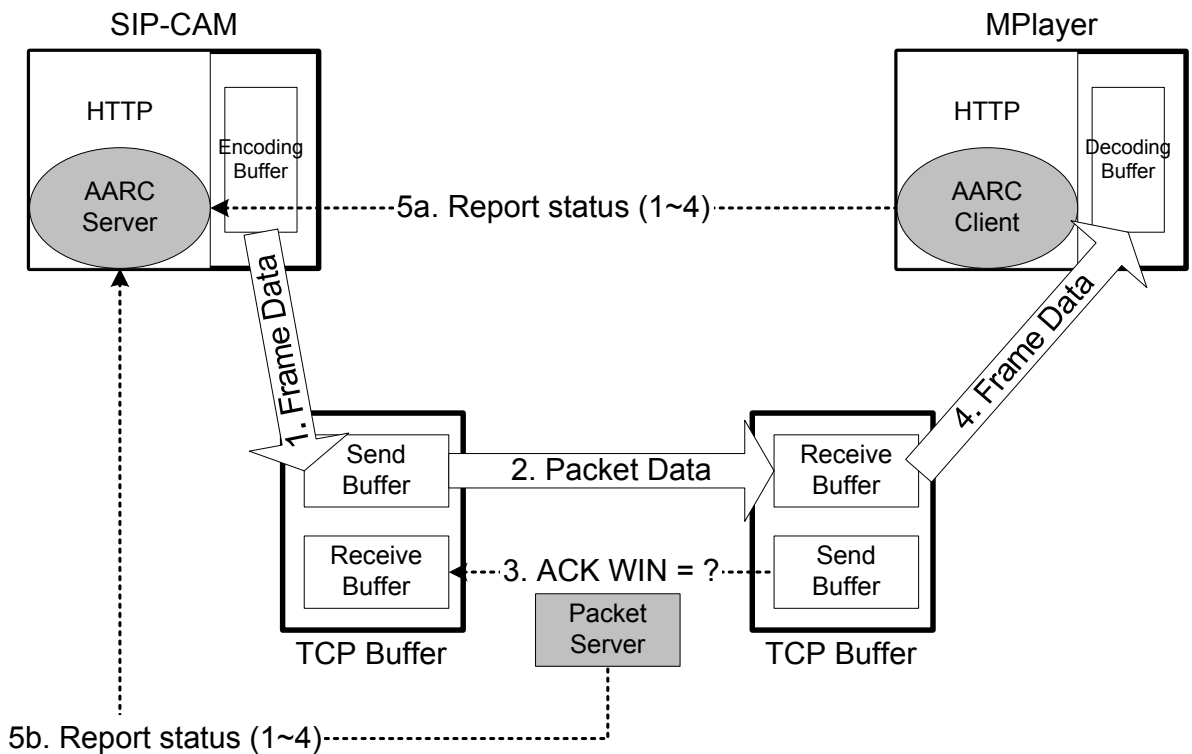 SIP-CAM
MPlayer
HTTP
Encoding
Buffer
AARC
Server
5a. Report status (1~4)
HTTP
Decoding
Buffer
AARC
Client
1. Frame Data
4. Frame Data
Send
Buffer
2. Packet Data
Receive
Buffer
Receive
Buffer
3. ACK WIN = ?
Send
Buffer
Packet
Server
TCP Buffer
TCP Buffer
5b. Report status (1~4)